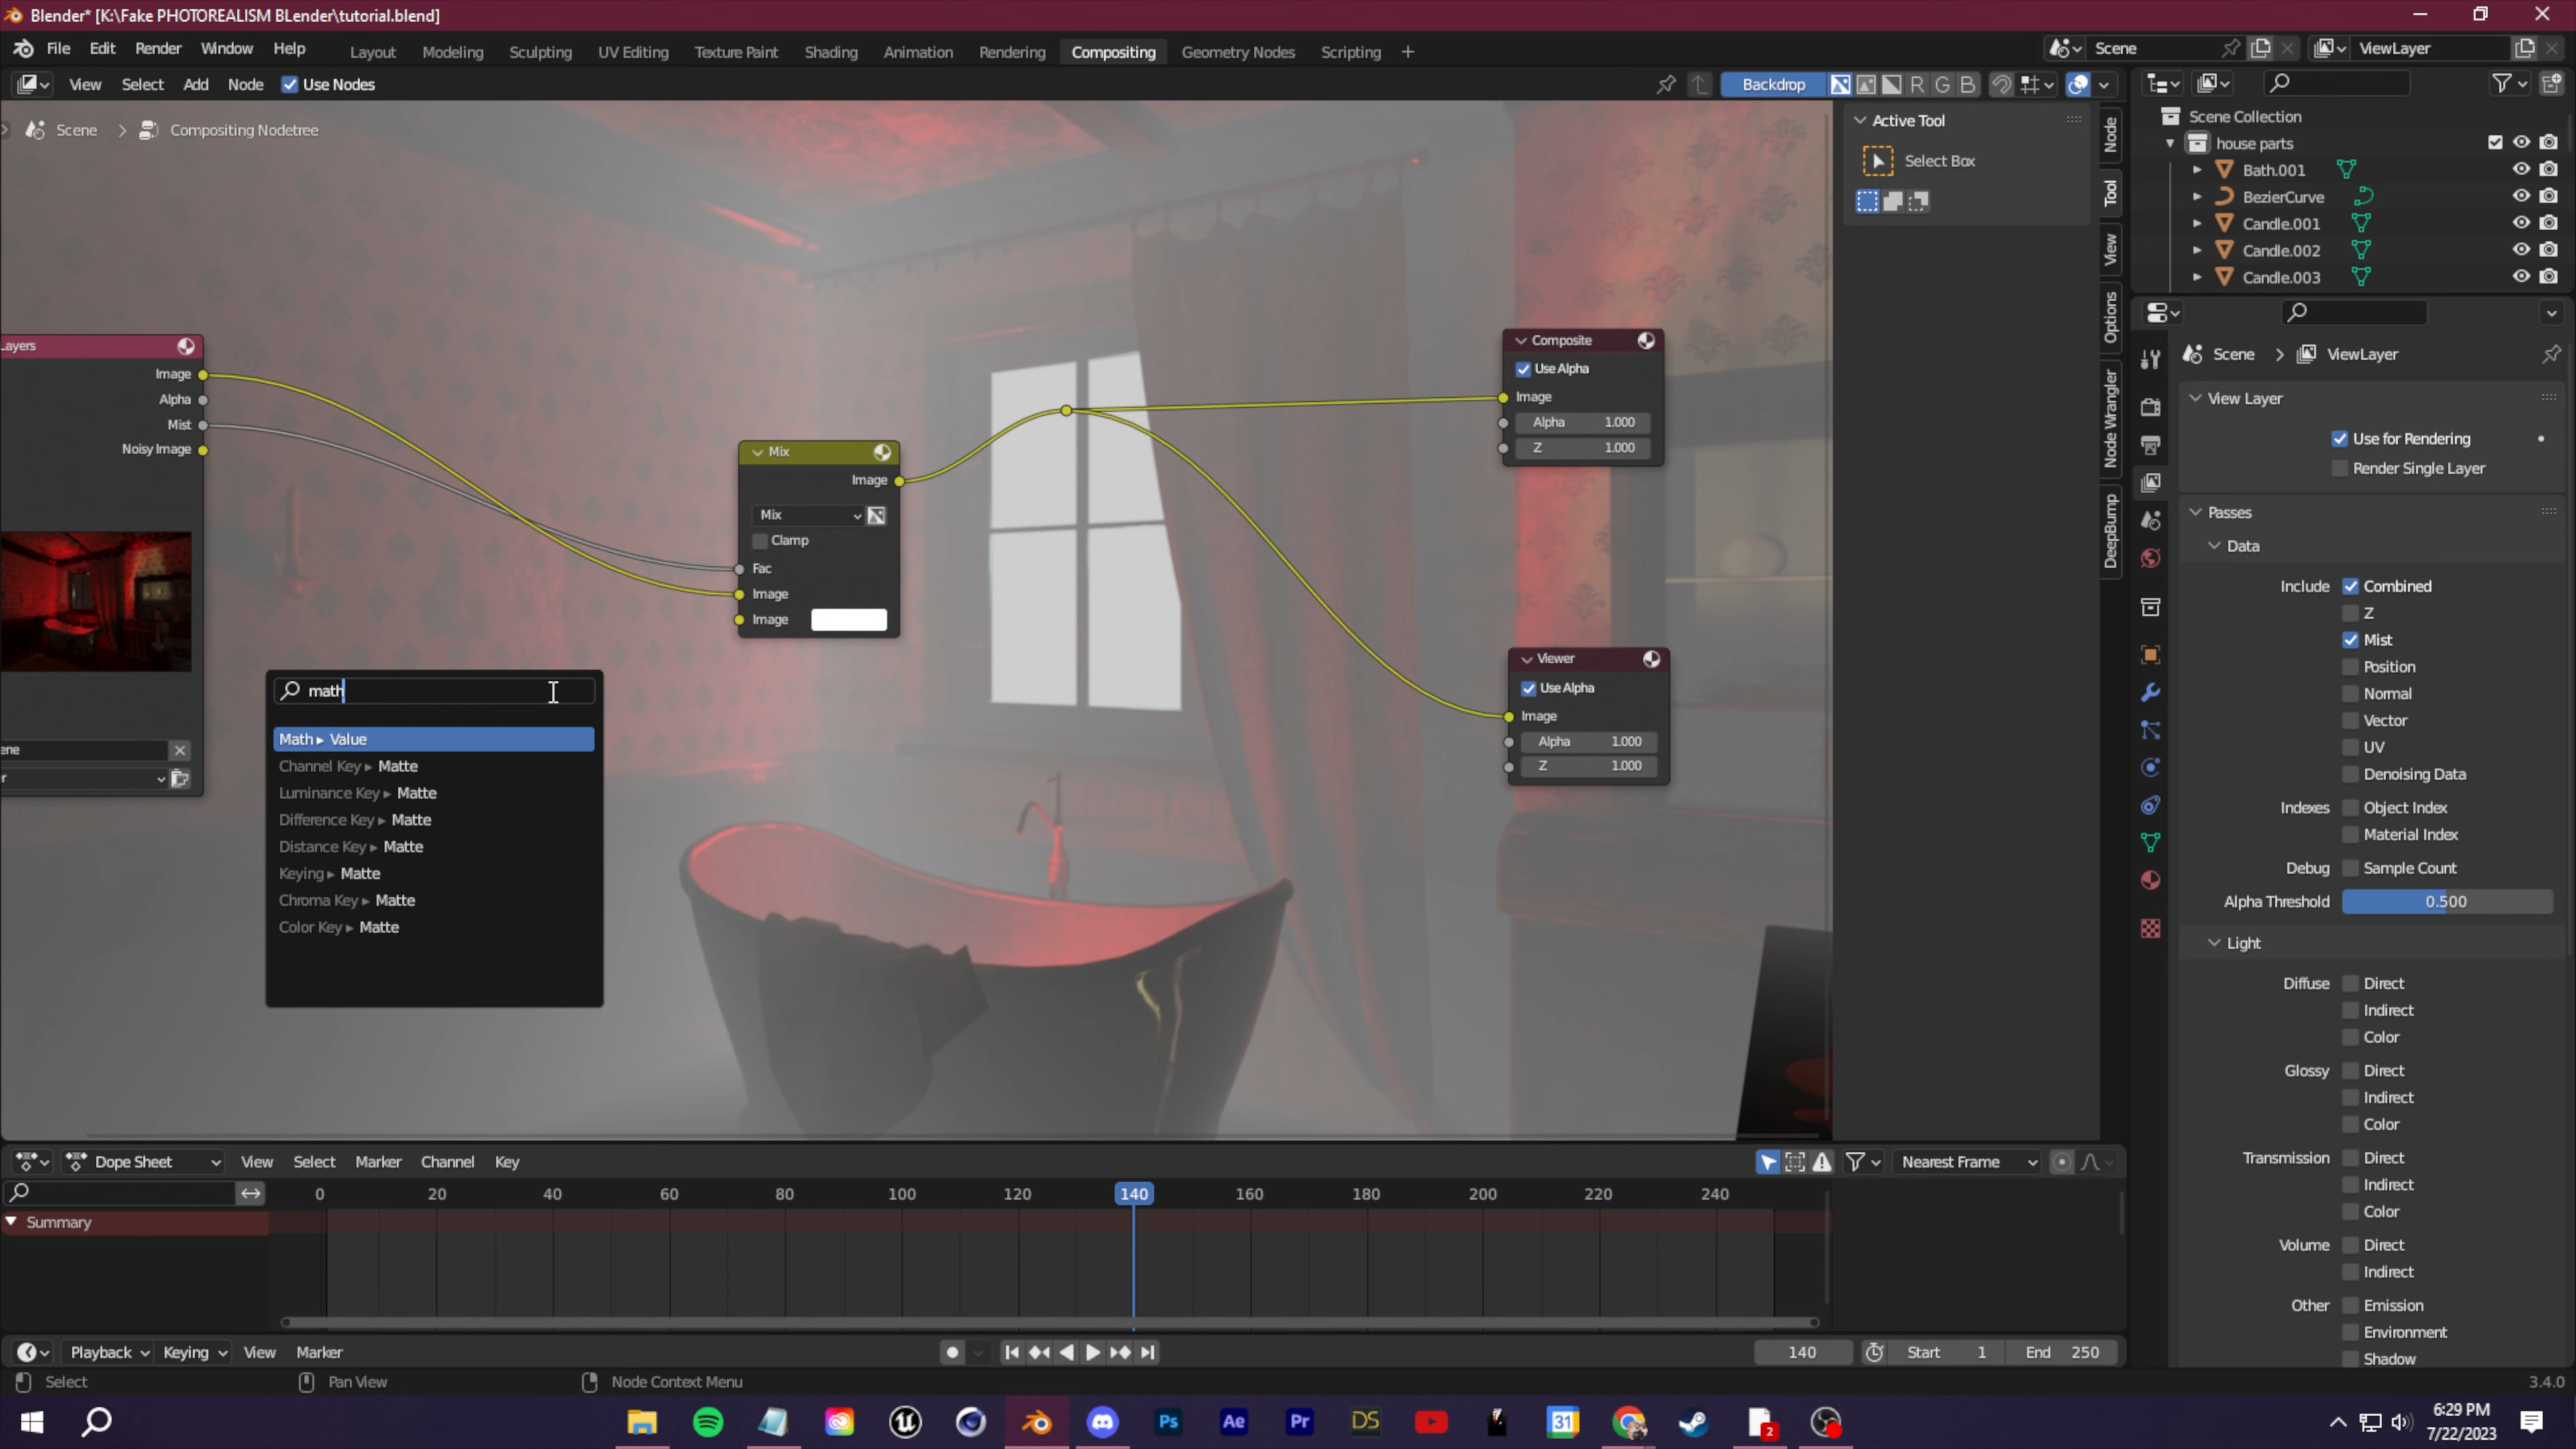 Blender* [K:\Fake PHOTOREALISM BLender\tutorial.blend]
File Edit Render Window Help
Layout Modeling Sculpting UV Editing Texture Paint Shading Animation Rendering Compositing Geometry Nodes Scripting +
Scene
ViewLayer
View Select Add Node Use Nodes
Backdrop
R G B
Scene > Compositing Nodetree
Active Tool
Select Box
Node
Tool
View
Options
Node Wrangler
DeepBump
Scene Collection
house parts
Bath.001
BezierCurve
Candle.001
Candle.002
Candle.003
Layers
Image
Alpha
Mist
Noisy Image
ene
r
Mix
Image
Mix
Clamp
Fac
Image
Image
Composite
Use Alpha
Image
Alpha 1.000
Z 1.000
Viewer
Use Alpha
Image
Alpha 1.000
Z 1.000
math
Math ▸ Value
Channel Key ▸ Matte
Luminance Key ▸ Matte
Difference Key ▸ Matte
Distance Key ▸ Matte
Keying ▸ Matte
Chroma Key ▸ Matte
Color Key ▸ Matte
Scene > ViewLayer
View Layer
Use for Rendering
Render Single Layer
Passes
Data
Include Combined
Z
Mist
Position
Normal
Vector
UV
Denoising Data
Indexes Object Index
Material Index
Debug Sample Count
Alpha Threshold 0.500
Light
Diffuse Direct
Indirect
Color
Glossy Direct
Indirect
Color
Transmission Direct
Indirect
Color
Volume Direct
Indirect
Other Emission
Environment
Shadow
Dope Sheet View Select Marker Channel Key
Nearest Frame
0 20 40 60 80 100 120 140 160 180 200 220 240
Summary
Playback Keying View Marker
140 Start 1 End 250
Select Pan View Node Context Menu
3.4.0
Ps Ae Pr DS 31 2
6:29 PM
7/22/2023